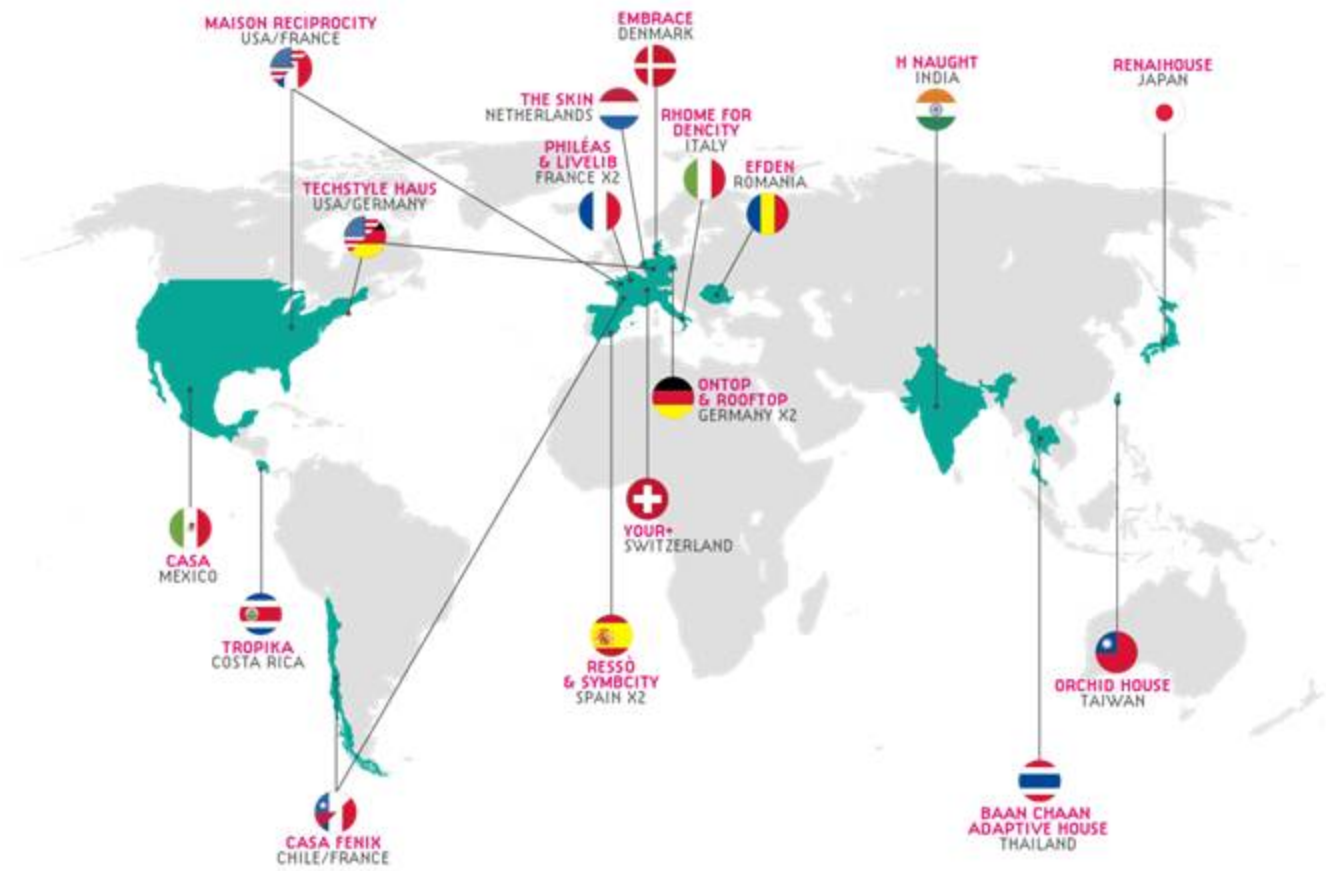 MAISON RECIPROCITY
USA/FRANCE
EMBRACE
DENMARK
H NAUGHT
INDIA
RENAIHOUSE
JAPAN
THE SKIN
NETHERLANDS
RHOME FOR
DENCITY
ITALY
PHILÉAS
& LIVELIB
FRANCE X2
EFDEN
ROMANIA
TECHSTYLE HAUS
USA/GERMANY
ONTOP
& ROOFTOP
GERMANY X2
YOUR+
SWITZERLAND
CASA
MEXICO
TROPIKA
COSTA RICA
RESSÒ
& SYMBCITY
SPAIN X2
ORCHID HOUSE
TAIWAN
BAAN CHAAN
ADAPTIVE HOUSE
THAILAND
CASA FENIX
CHILE/FRANCE